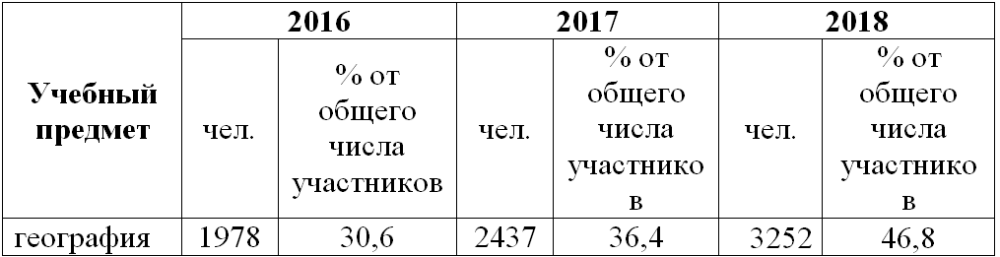 2016 2017 2018
Учебный предмет
чел.
% от общего числа участников
чел.
% от общего числа участнико в
чел.
% от общего числа участнико в
география 1978 30,6 2437 36,4 3252 46,8